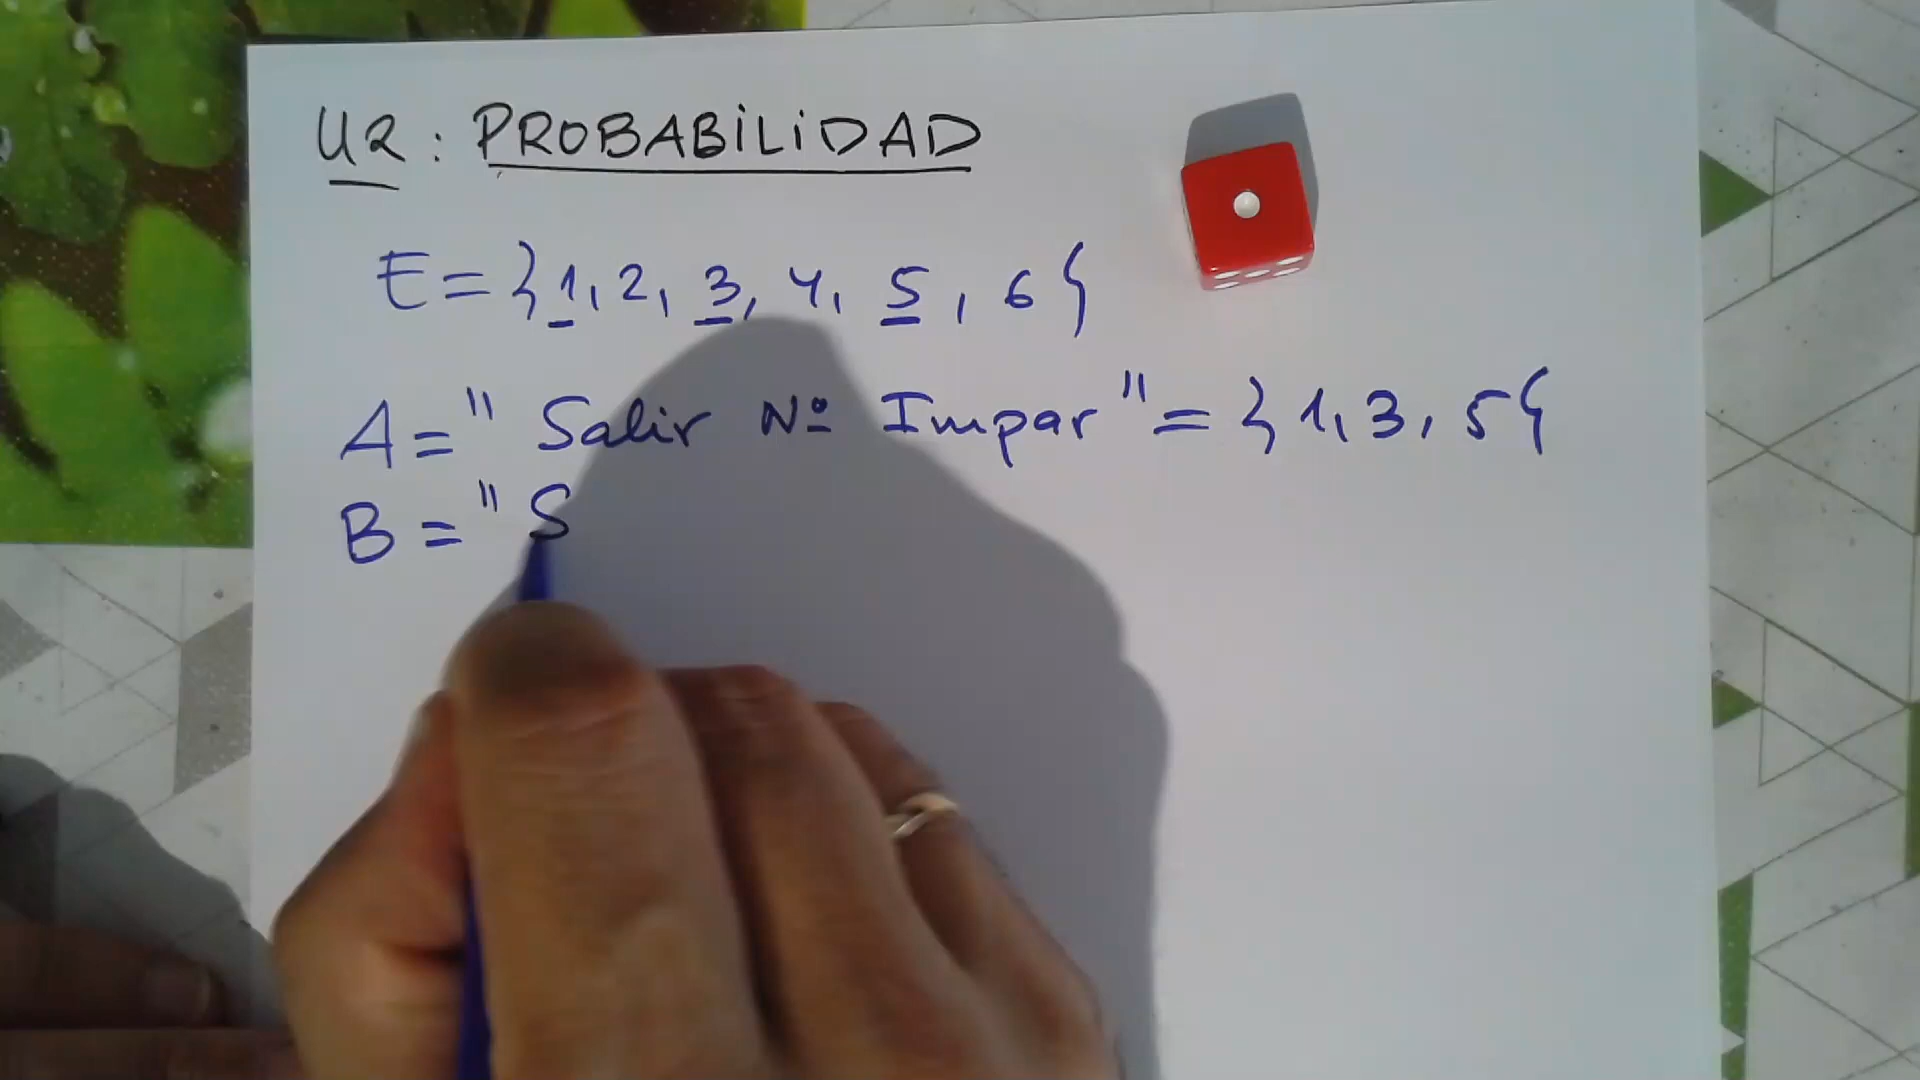 U2: PROBABILIDAD
E = }1, 2, 3, 4, 5, 6{
A = " Salir Nº Impar " = }1, 3, 5{
B = " S